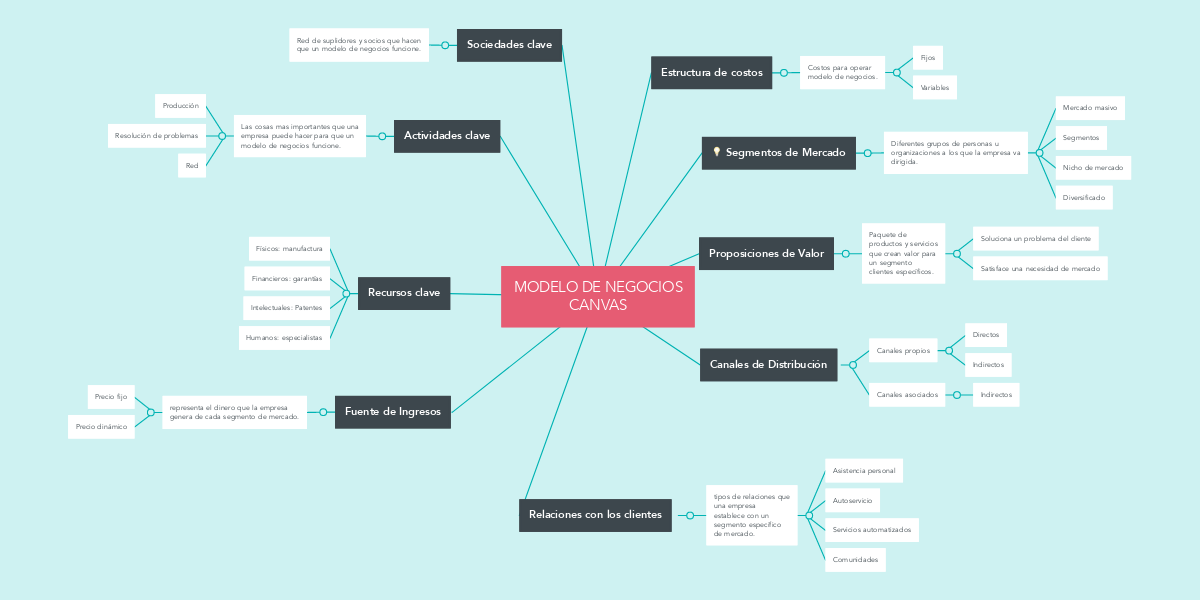 MODELO DE NEGOCIOS
CANVAS
Sociedades clave
Red de suplidores y socios que hacen
que un modelo de negocios funcione.
Actividades clave
Las cosas mas importantes que una
empresa puede hacer para que un
modelo de negocios funcione.
Producción
Resolución de problemas
Red
Recursos clave
Físicos: manufactura
Financieros: garantías
Intelectuales: Patentes
Humanos: especialistas
Fuente de Ingresos
representa el dinero que la empresa
genera de cada segmento de mercado.
Precio fijo
Precio dinámico
Estructura de costos
Costos para operar
modelo de negocios.
Fijos
Variables
Segmentos de Mercado
Diferentes grupos de personas u
organizaciones a los que la empresa va
dirigida.
Mercado masivo
Segmentos
Nicho de mercado
Diversificado
Proposiciones de Valor
Paquete de
productos y servicios
que crean valor para
un segmento
clientes específicos.
Soluciona un problema del cliente
Satisface una necesidad de mercado
Canales de Distribución
Canales propios
Directos
Indirectos
Canales asociados
Indirectos
Relaciones con los clientes
tipos de relaciones que
una empresa
establece con un
segmento específico
de mercado.
Asistencia personal
Autoservicio
Servicios automatizados
Comunidades